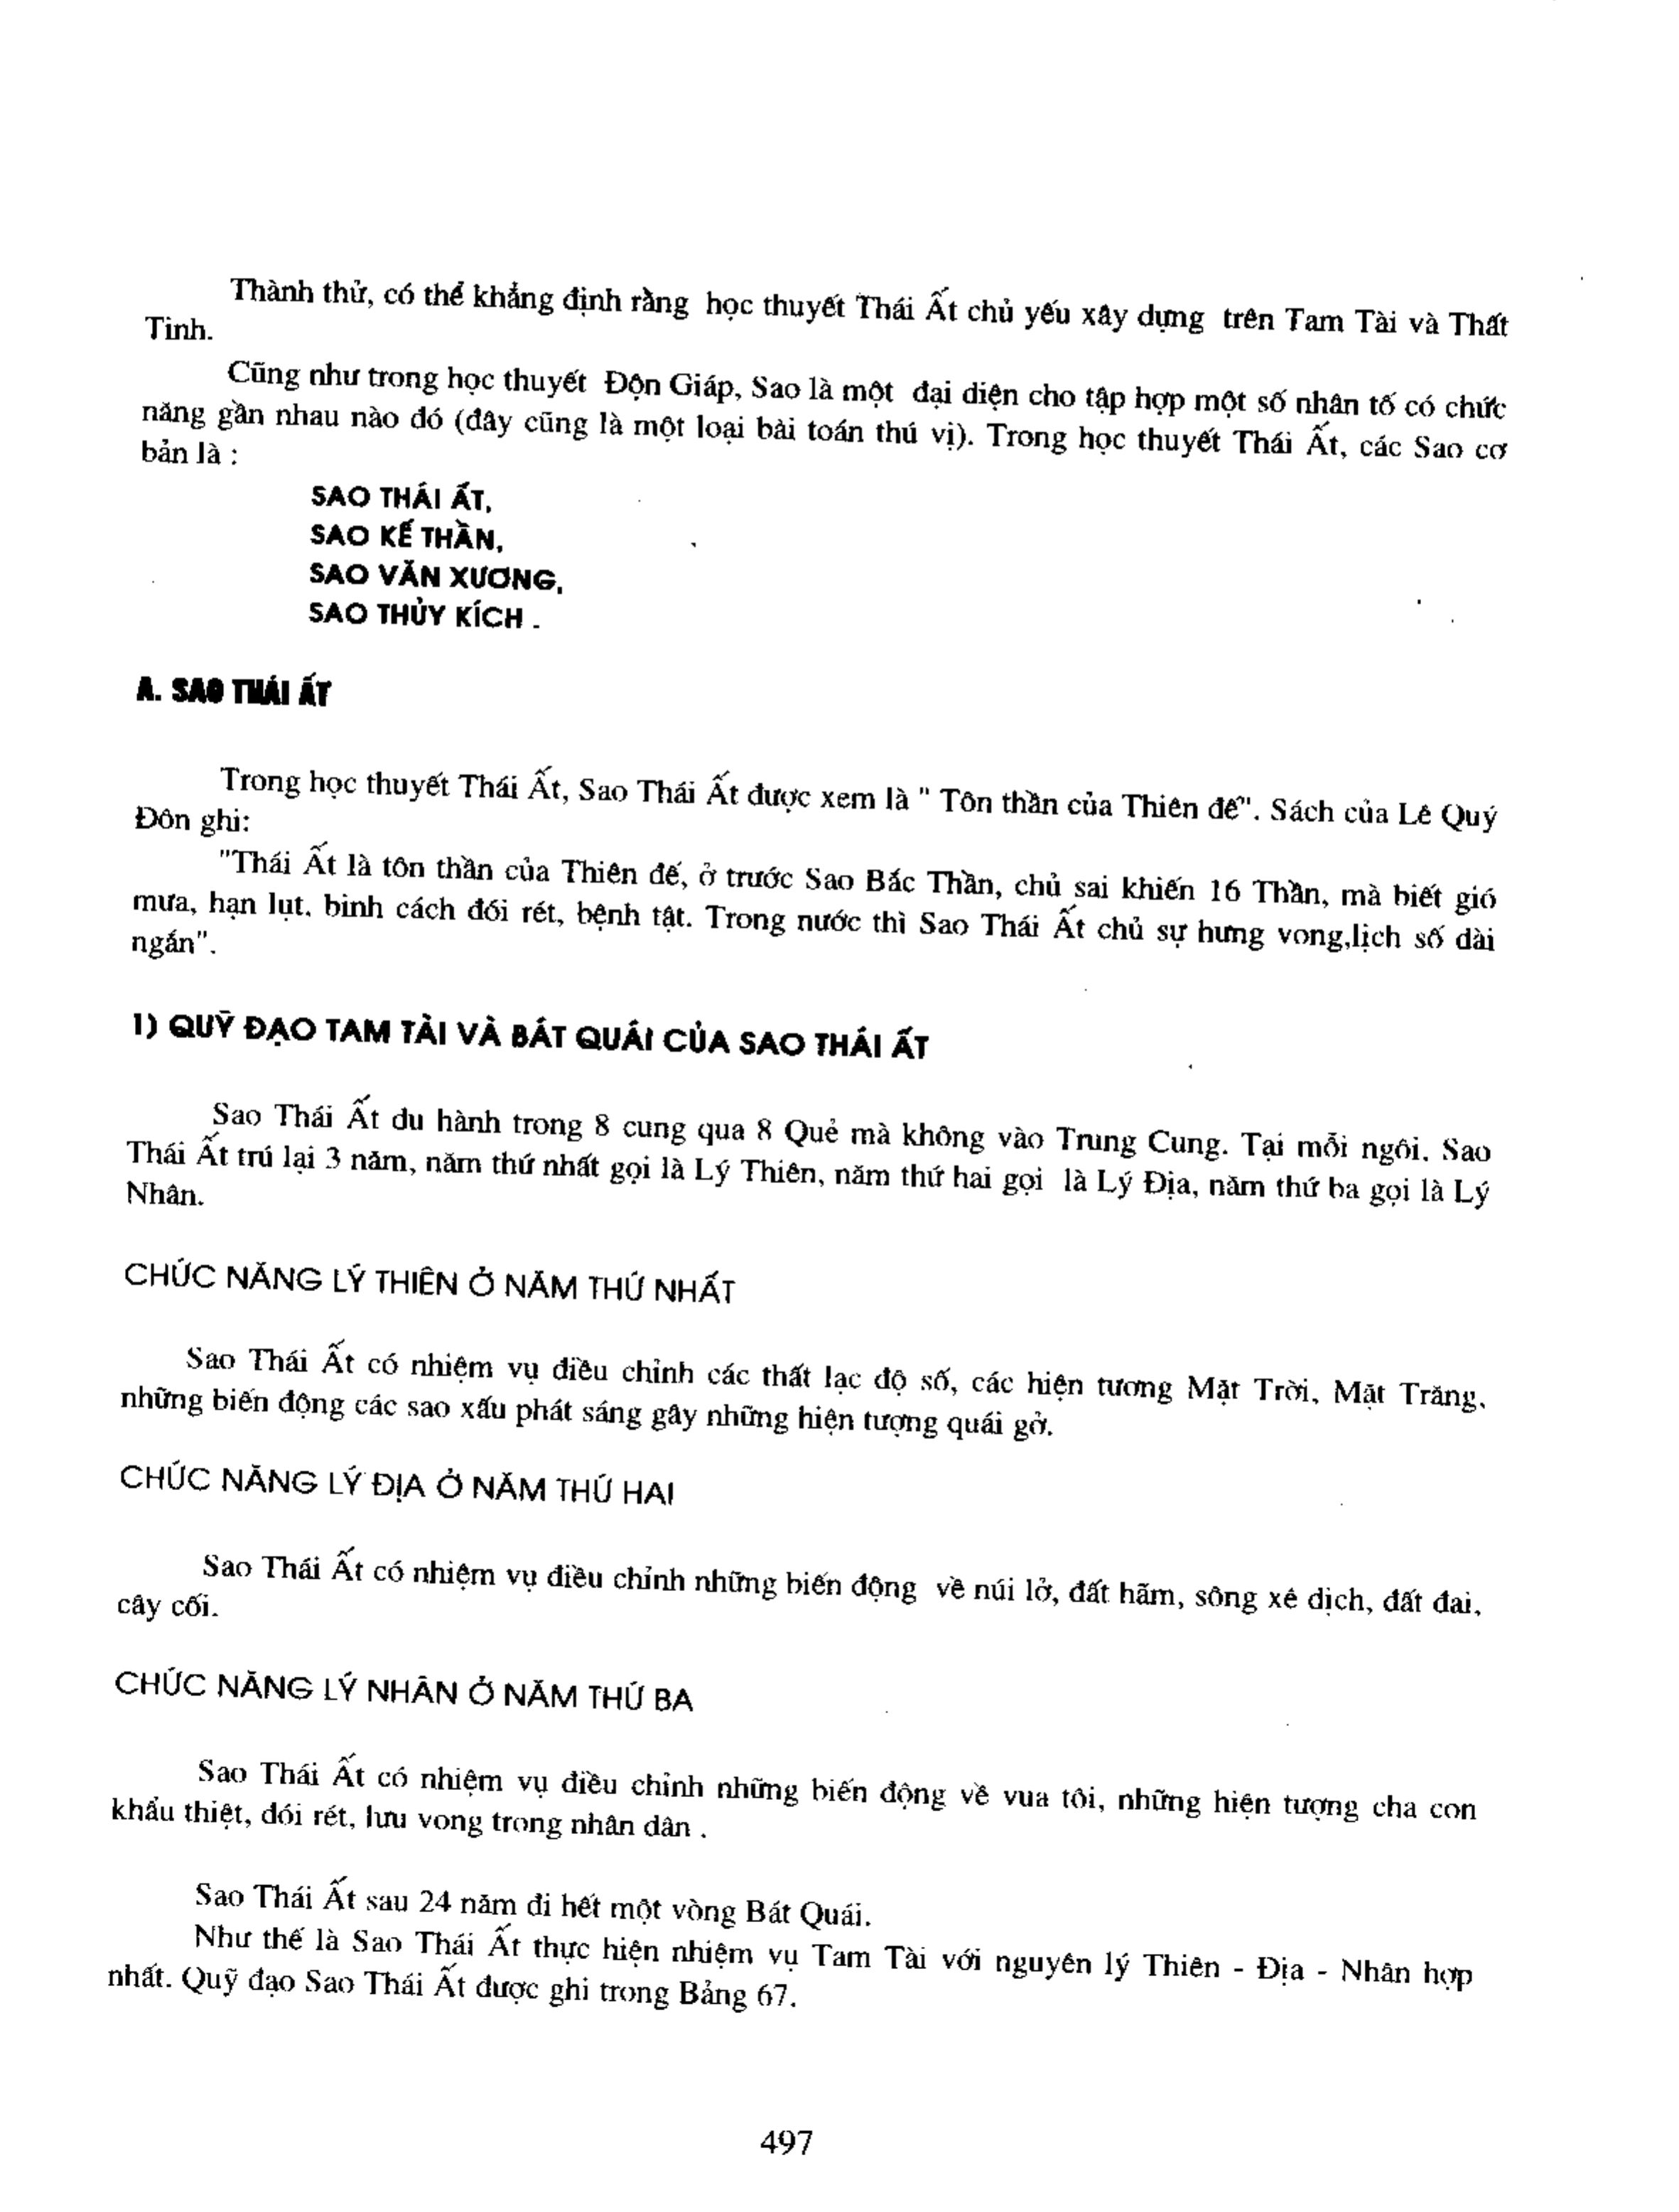 Thành thử, có thể khẳng định rằng học thuyết Thái Ất chủ yếu xây dựng trên Tam Tài và Thất
Tinh.
Cũng như trong học thuyết Độn Giáp, Sao là một đại diện cho tập hợp một số nhân tố có chức
năng gần nhau nào đó (đây cũng là một loại bài toán thú vị). Trong học thuyết Thái Ất, các Sao cơ
bản là :
SAO THÁI ẤT,
SAO KẾ THẦN,
SAO VĂN XƯƠNG,
SAO THỦY KÍCH .
A. SAO THÁI ẤT
Trong học thuyết Thái Ất, Sao Thái Ất được xem là " Tôn thần của Thiên đế". Sách của Lê Quý
Đôn ghi:
"Thái Ất là tôn thần của Thiên đế, ở trước Sao Bắc Thần, chủ sai khiến 16 Thần, mà biết gió
mưa, hạn lụt. binh cách đói rét, bệnh tật. Trong nước thì Sao Thái Ất chủ sự hưng vong,lịch số dài
ngắn".
1) QUỸ ĐẠO TAM TÀI VÀ BÁT QUÁI CỦA SAO THÁI ẤT
Sao Thái Ất du hành trong 8 cung qua 8 Quẻ mà không vào Trung Cung. Tại mỗi ngôi. Sao
Thái Ất trú lại 3 năm, năm thứ nhất gọi là Lý Thiên, năm thứ hai gọi là Lý Địa, năm thứ ba gọi là Lý
Nhân.
CHỨC NĂNG LÝ THIÊN Ở NĂM THỨ NHẤT
Sao Thái Ất có nhiệm vụ điều chỉnh các thất lạc độ số, các hiện tương Mặt Trời, Mặt Trăng,
những biến động các sao xấu phát sáng gây những hiện tượng quái gở.
CHỨC NĂNG LÝ ĐỊA Ở NĂM THỨ HAI
Sao Thái Ất có nhiệm vụ điều chỉnh những biến động về núi lở, đất hãm, sông xê dịch, đất đai,
cây cối.
CHỨC NĂNG LÝ NHÂN Ở NĂM THỨ BA
Sao Thái Ất có nhiệm vụ điều chỉnh những biến động về vua tôi, những hiện tượng cha con
khẩu thiệt, đói rét, lưu vong trong nhân dân .
Sao Thái Ất sau 24 năm đi hết một vòng Bát Quái.
Như thế là Sao Thái Ất thực hiện nhiệm vụ Tam Tài với nguyên lý Thiên - Địa - Nhân hợp
nhất. Quỹ đạo Sao Thái Ất được ghi trong Bảng 67.
497